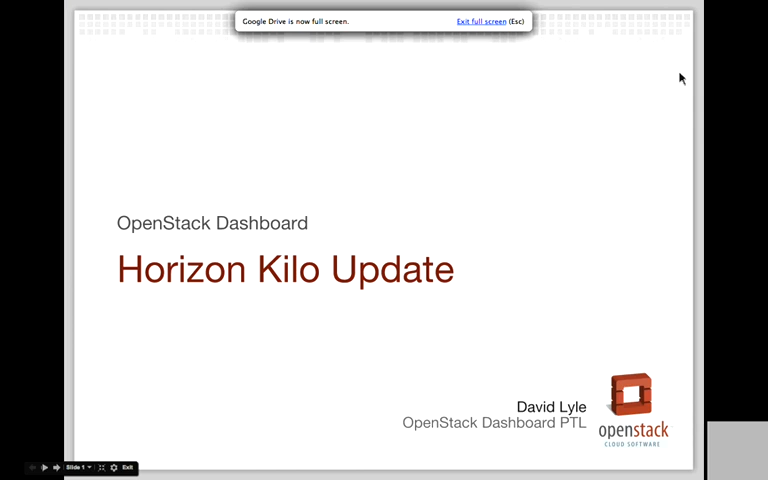 Google Drive is now full screen. Exit full screen (Esc)
OpenStack Dashboard
Horizon Kilo Update
David Lyle
OpenStack Dashboard PTL
openstack
CLOUD SOFTWARE
Slide 1 Exit